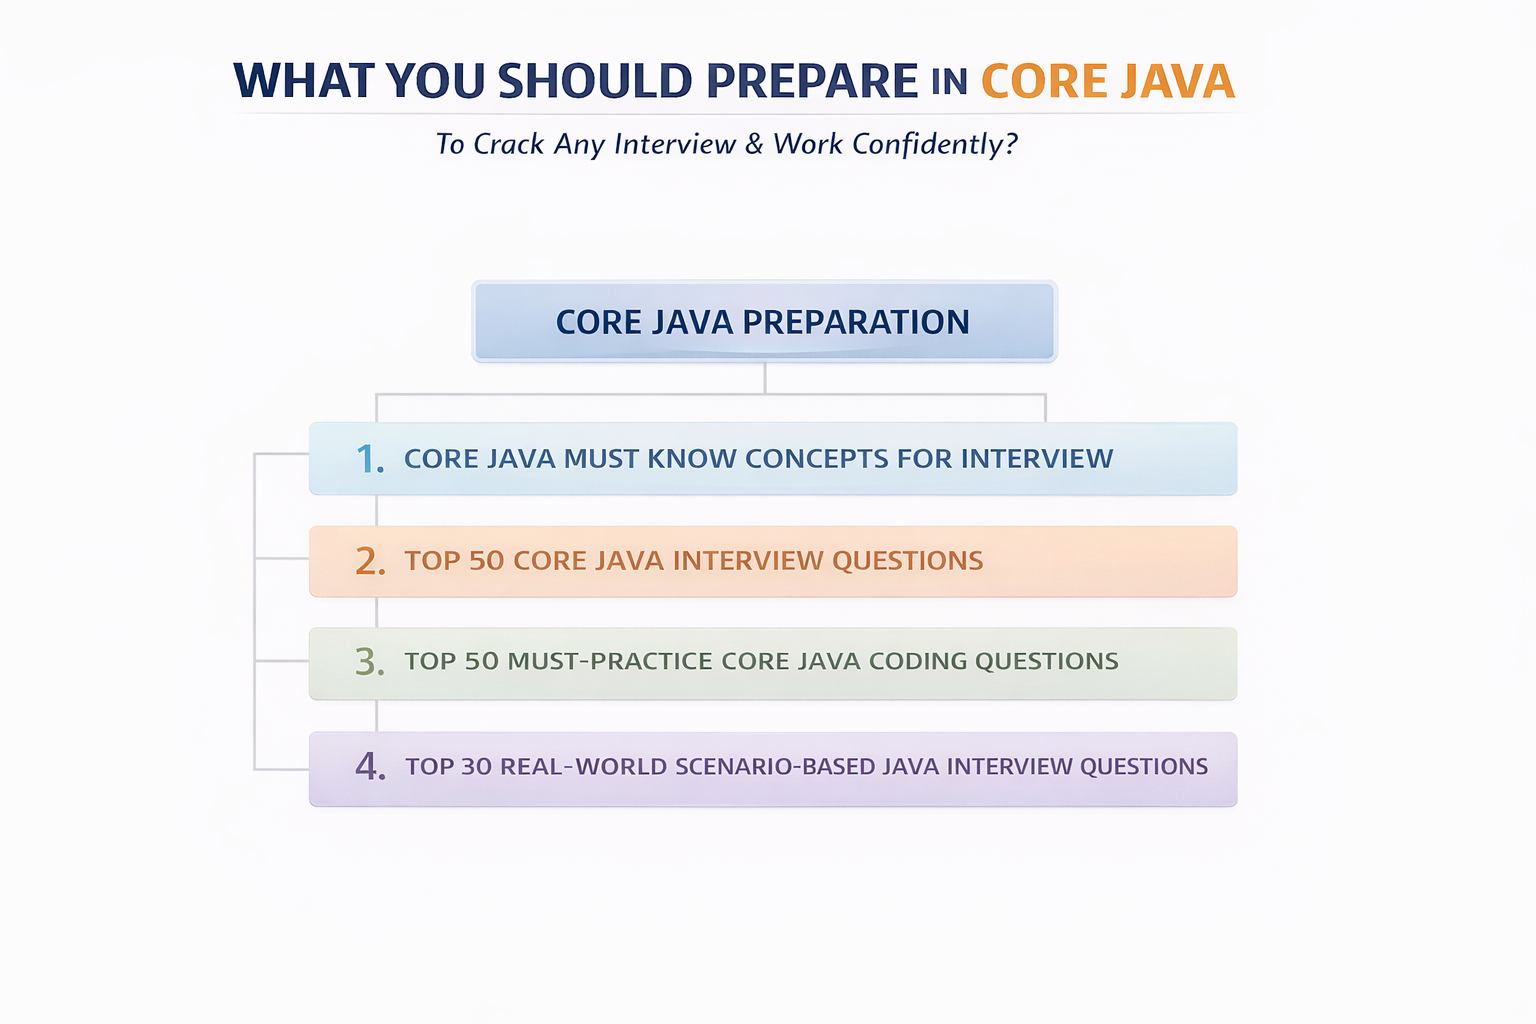 WHAT YOU SHOULD PREPARE IN CORE JAVA
To Crack Any Interview & Work Confidently?
CORE JAVA PREPARATION
1. CORE JAVA MUST KNOW CONCEPTS FOR INTERVIEW
2. TOP 50 CORE JAVA INTERVIEW QUESTIONS
3. TOP 50 MUST-PRACTICE CORE JAVA CODING QUESTIONS
4. TOP 30 REAL-WORLD SCENARIO-BASED JAVA INTERVIEW QUESTIONS